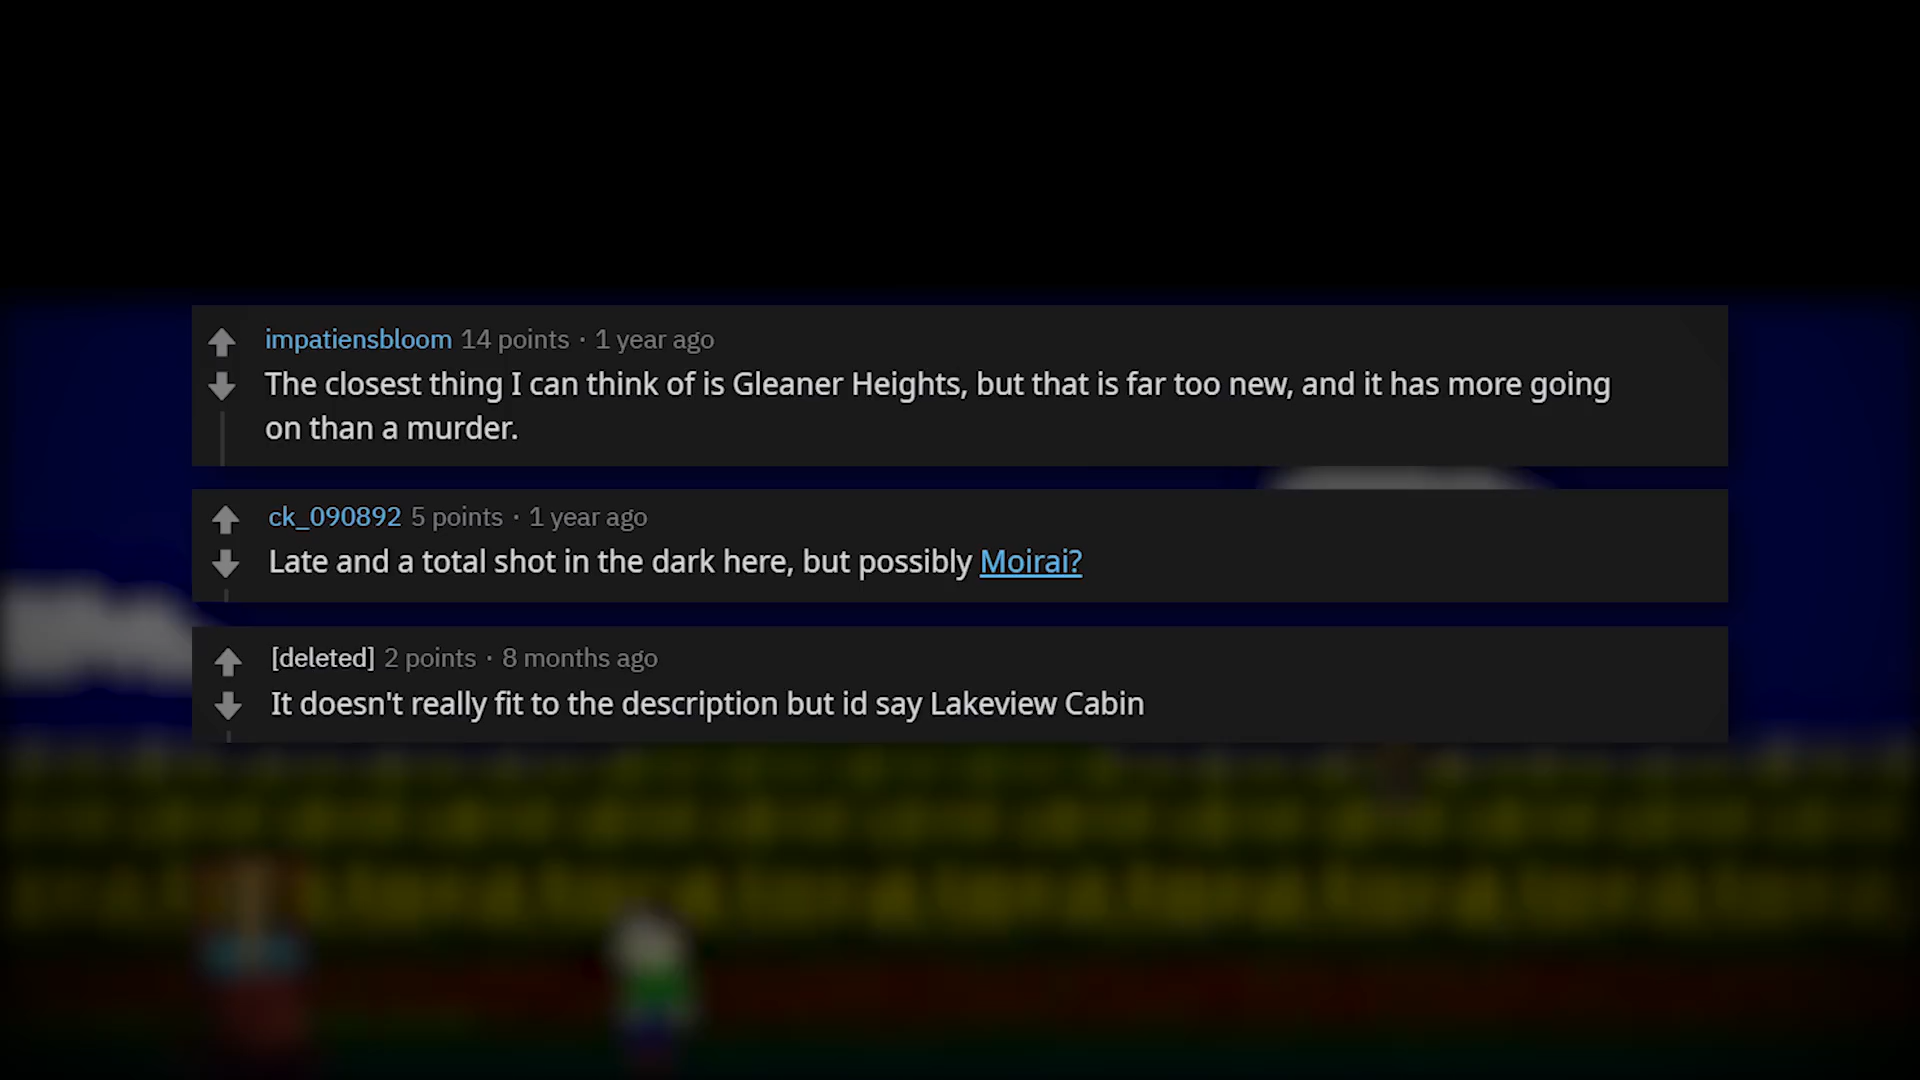 impatiensbloom 14 points · 1 year ago
The closest thing I can think of is Gleaner Heights, but that is far too new, and it has more going
on than a murder.
ck_090892 5 points · 1 year ago
Late and a total shot in the dark here, but possibly Moirai?
[deleted] 2 points · 8 months ago
It doesn't really fit to the description but id say Lakeview Cabin